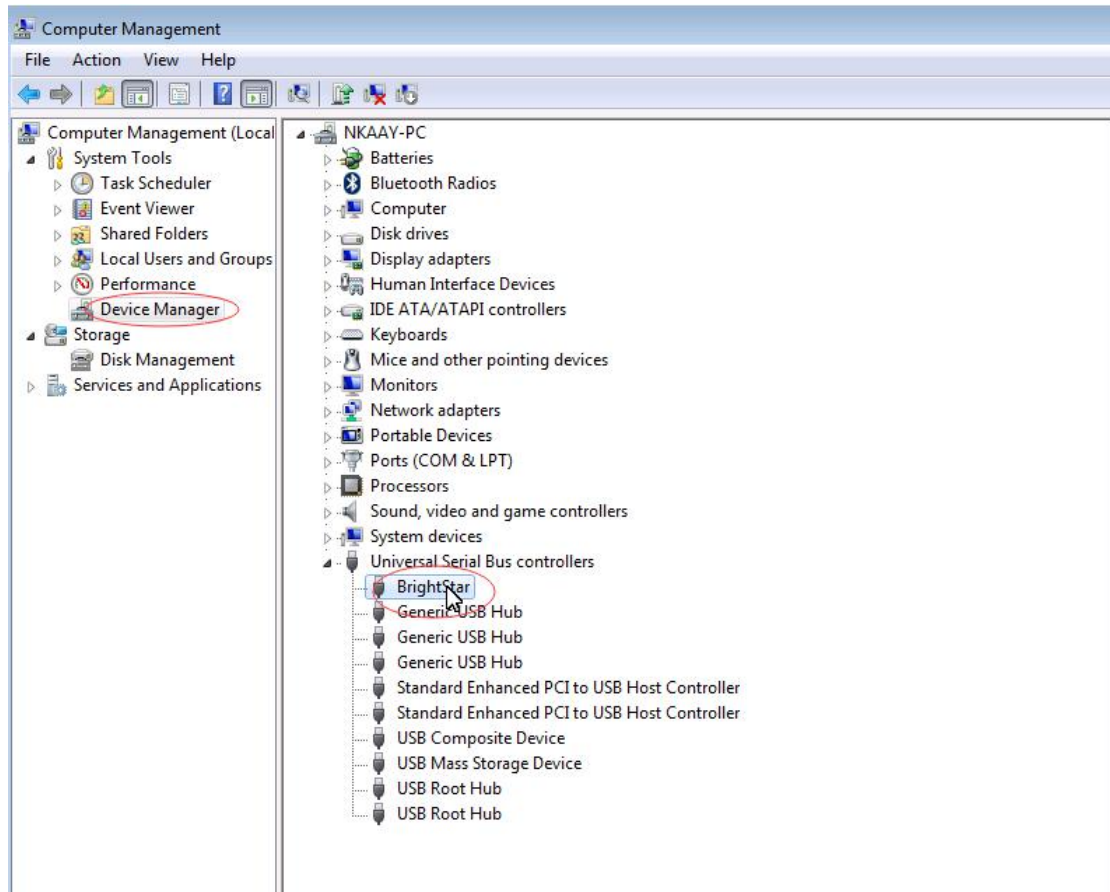 Computer Management
File Action View Help
Computer Management (Local
System Tools
Task Scheduler
Event Viewer
Shared Folders
Local Users and Groups
Performance
Device Manager
Storage
Disk Management
Services and Applications
NKAAY-PC
Batteries
Bluetooth Radios
Computer
Disk drives
Display adapters
Human Interface Devices
IDE ATA/ATAPI controllers
Keyboards
Mice and other pointing devices
Monitors
Network adapters
Portable Devices
Ports (COM & LPT)
Processors
Sound, video and game controllers
System devices
Universal Serial Bus controllers
BrightStar
Generic USB Hub
Generic USB Hub
Generic USB Hub
Standard Enhanced PCI to USB Host Controller
Standard Enhanced PCI to USB Host Controller
USB Composite Device
USB Mass Storage Device
USB Root Hub
USB Root Hub